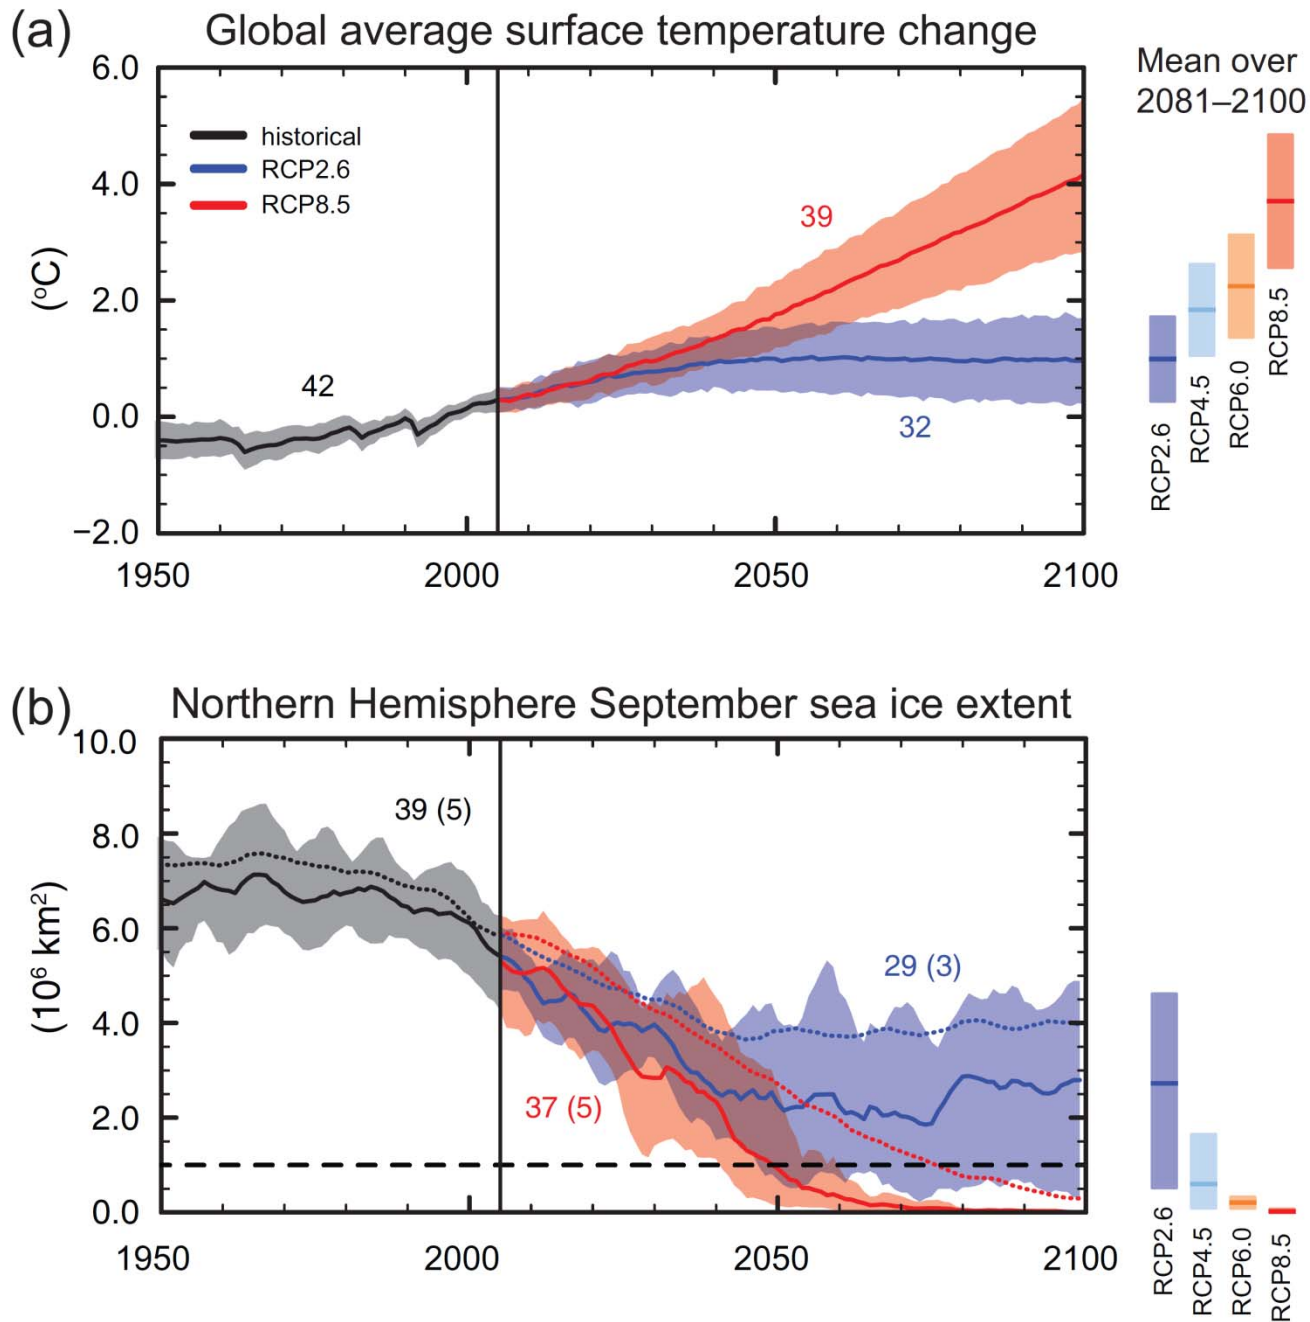 (a) Global average surface temperature change
Mean over
2081–2100
6.0
4.0
2.0
0.0
−2.0
(ºC)
historical
RCP2.6
RCP8.5
42
39
32
1950
2000
2050
2100
RCP2.6
RCP4.5
RCP6.0
RCP8.5
(b) Northern Hemisphere September sea ice extent
10.0
8.0
6.0
4.0
2.0
0.0
(10⁶ km²)
39 (5)
29 (3)
37 (5)
1950
2000
2050
2100
RCP2.6
RCP4.5
RCP6.0
RCP8.5